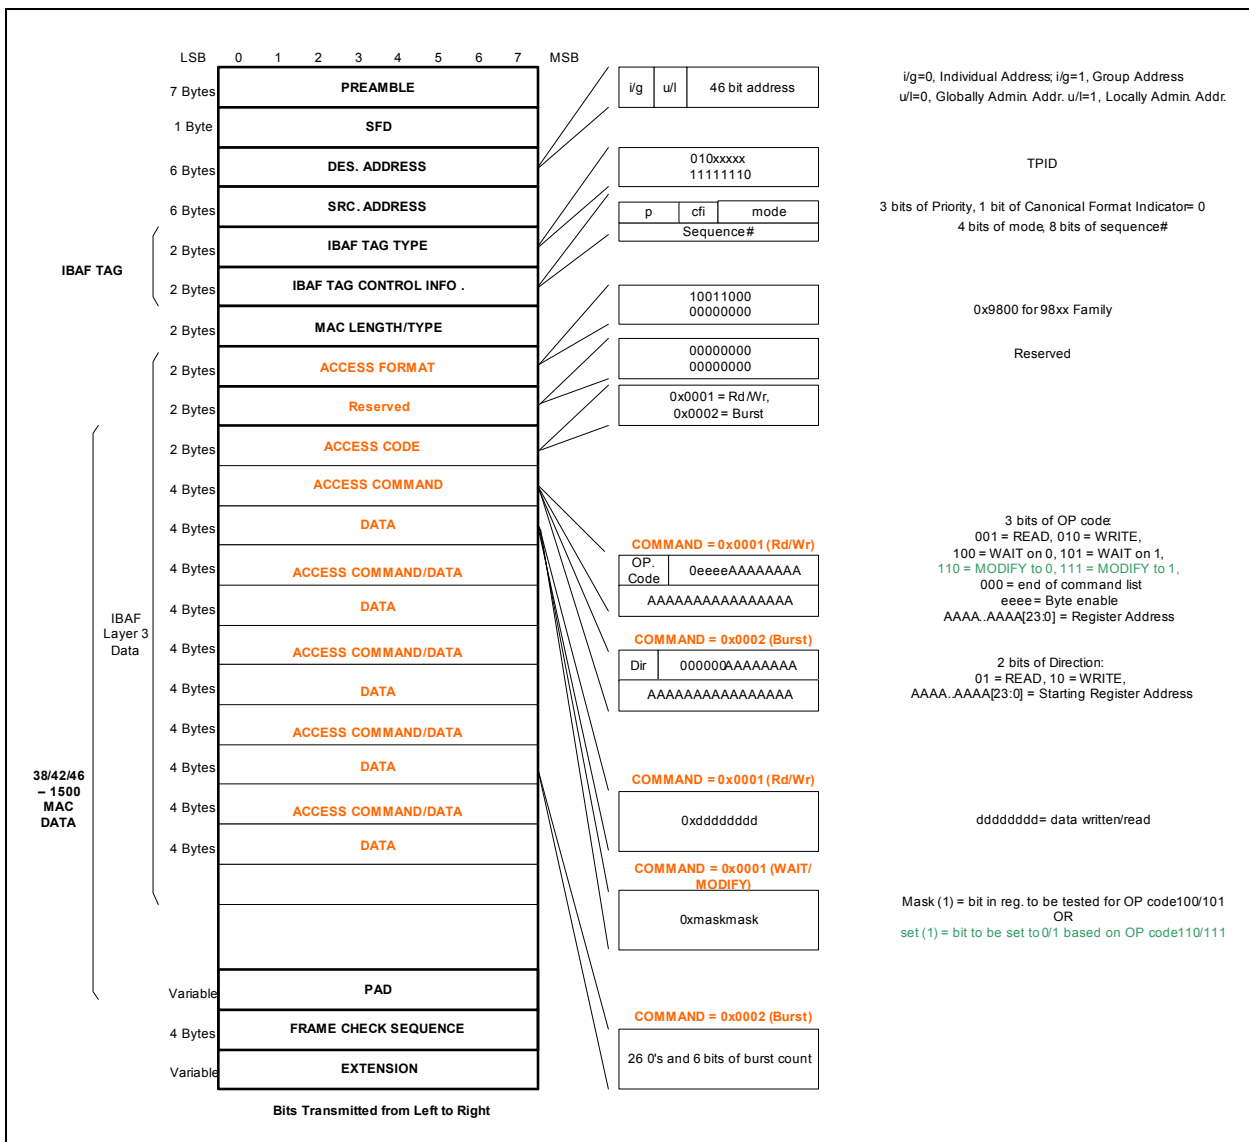 LSB 0 1 2 3 4 5 6 7 MSB
7 Bytes PREAMBLE
1 Byte SFD
6 Bytes DES. ADDRESS
6 Bytes SRC. ADDRESS
IBAF TAG
2 Bytes IBAF TAG TYPE
2 Bytes IBAF TAG CONTROL INFO .
2 Bytes MAC LENGTH/TYPE
2 Bytes ACCESS FORMAT
2 Bytes Reserved
2 Bytes ACCESS CODE
4 Bytes ACCESS COMMAND
4 Bytes DATA
4 Bytes ACCESS COMMAND/DATA
4 Bytes DATA
IBAF
Layer 3
Data
4 Bytes ACCESS COMMAND/DATA
4 Bytes DATA
4 Bytes ACCESS COMMAND/DATA
4 Bytes DATA
38/42/46
– 1500
MAC
DATA
4 Bytes ACCESS COMMAND/DATA
4 Bytes DATA
Variable PAD
4 Bytes FRAME CHECK SEQUENCE
Variable EXTENSION
Bits Transmitted from Left to Right
i/g u/l 46 bit address
i/g=0, Individual Address; i/g=1, Group Address
u/l=0, Globally Admin. Addr. u/l=1, Locally Admin. Addr.
010xxxxx
11111110
TPID
p cfi mode
Sequence#
3 bits of Priority, 1 bit of Canonical Format Indicator= 0
4 bits of mode, 8 bits of sequence#
10011000
00000000
0x9800 for 98xx Family
00000000
00000000
Reserved
0x0001 = Rd/Wr,
0x0002 = Burst
COMMAND = 0x0001 (Rd/Wr)
OP.
Code
0eeeeAAAAAAAA
AAAAAAAAAAAAAAAA
3 bits of OP code:
001 = READ, 010 = WRITE,
100 = WAIT on 0, 101 = WAIT on 1,
110 = MODIFY to 0, 111 = MODIFY to 1,
000 = end of command list
eeee = Byte enable
AAAA..AAAA[23:0] = Register Address
COMMAND = 0x0002 (Burst)
Dir 000000AAAAAAAA
AAAAAAAAAAAAAAAA
2 bits of Direction:
01 = READ, 10 = WRITE,
AAAA..AAAA[23:0] = Starting Register Address
COMMAND = 0x0001 (Rd/Wr)
0xdddddddd
dddddddd= data written/read
COMMAND = 0x0001 (WAIT/
MODIFY)
0xmaskmask
Mask (1) = bit in reg. to be tested for OP code100/101
OR
set (1) = bit to be set to 0/1 based on OP code110/111
COMMAND = 0x0002 (Burst)
26 0's and 6 bits of burst count